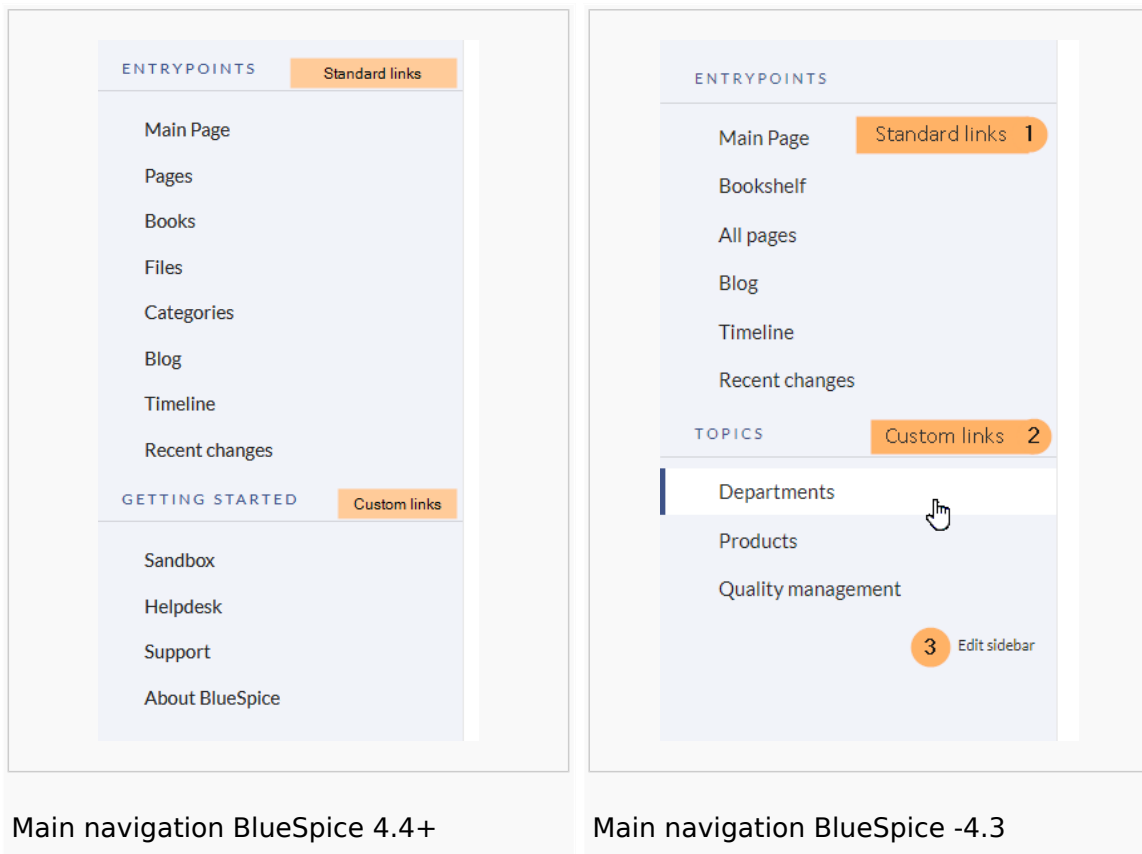 ENTRYPOINTS Standard links
Main Page
Pages
Books
Files
Categories
Blog
Timeline
Recent changes
GETTING STARTED Custom links
Sandbox
Helpdesk
Support
About BlueSpice
Main navigation BlueSpice 4.4+
ENTRYPOINTS
Main Page Standard links 1
Bookshelf
All pages
Blog
Timeline
Recent changes
TOPICS Custom links 2
Departments
Products
Quality management
3 Edit sidebar
Main navigation BlueSpice -4.3